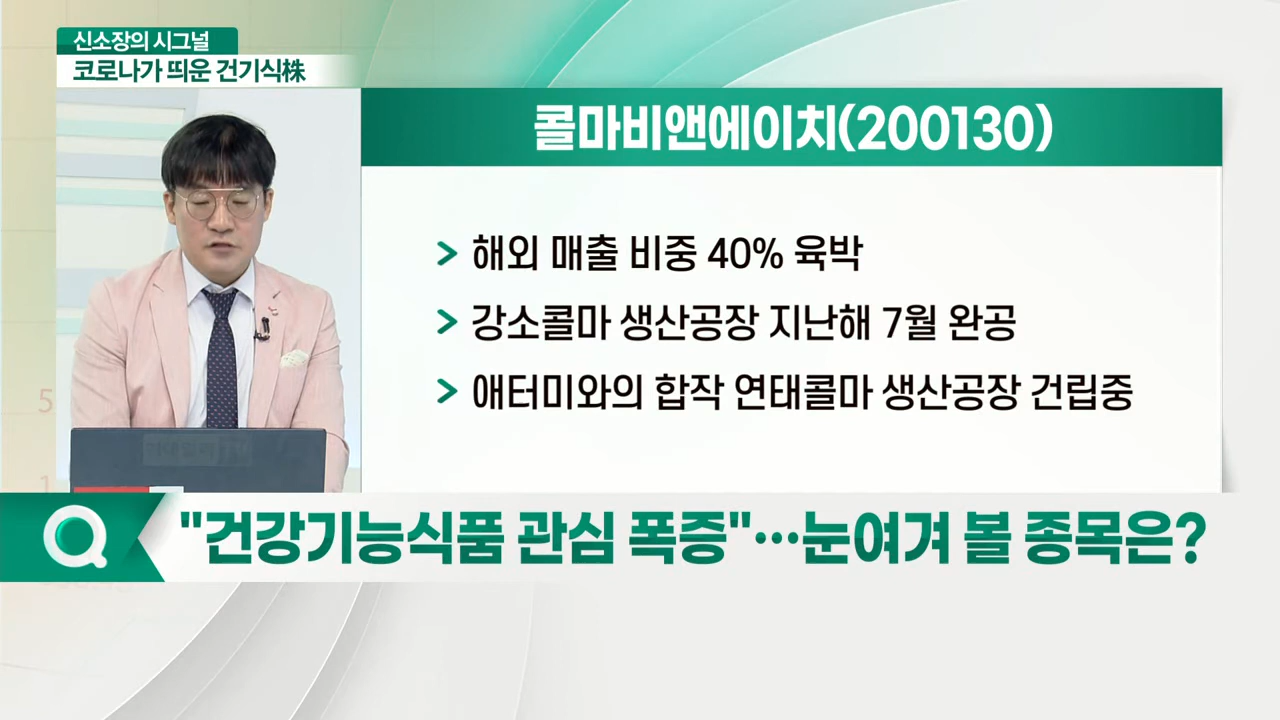 신소장의 시그널
코로나가 띄운 건기식株
콜마비앤에이치(200130)
> 해외 매출 비중 40% 육박
> 강소콜마 생산공장 지난해 7월 완공
> 애터미와의 합작 연태콜마 생산공장 건립중
"건강기능식품 관심 폭증"…눈여겨 볼 종목은?
5
1